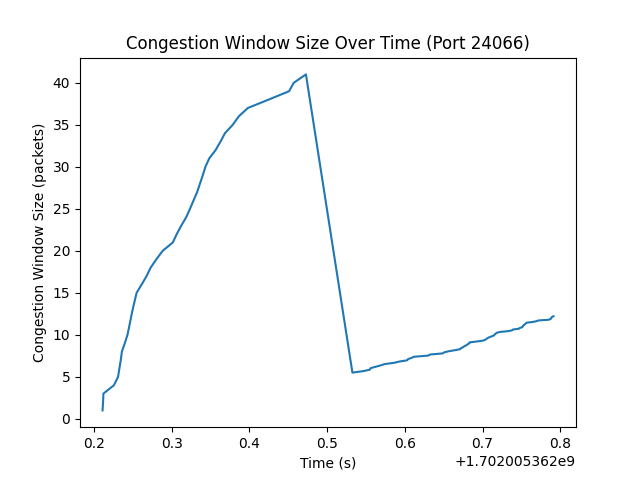 Congestion Window Size Over Time (Port 24066)
Congestion Window Size (packets)
40
35
30
25
20
15
10
5
0
0.2 0.3 0.4 0.5 0.6 0.7 0.8
Time (s)
+1.702005362e9